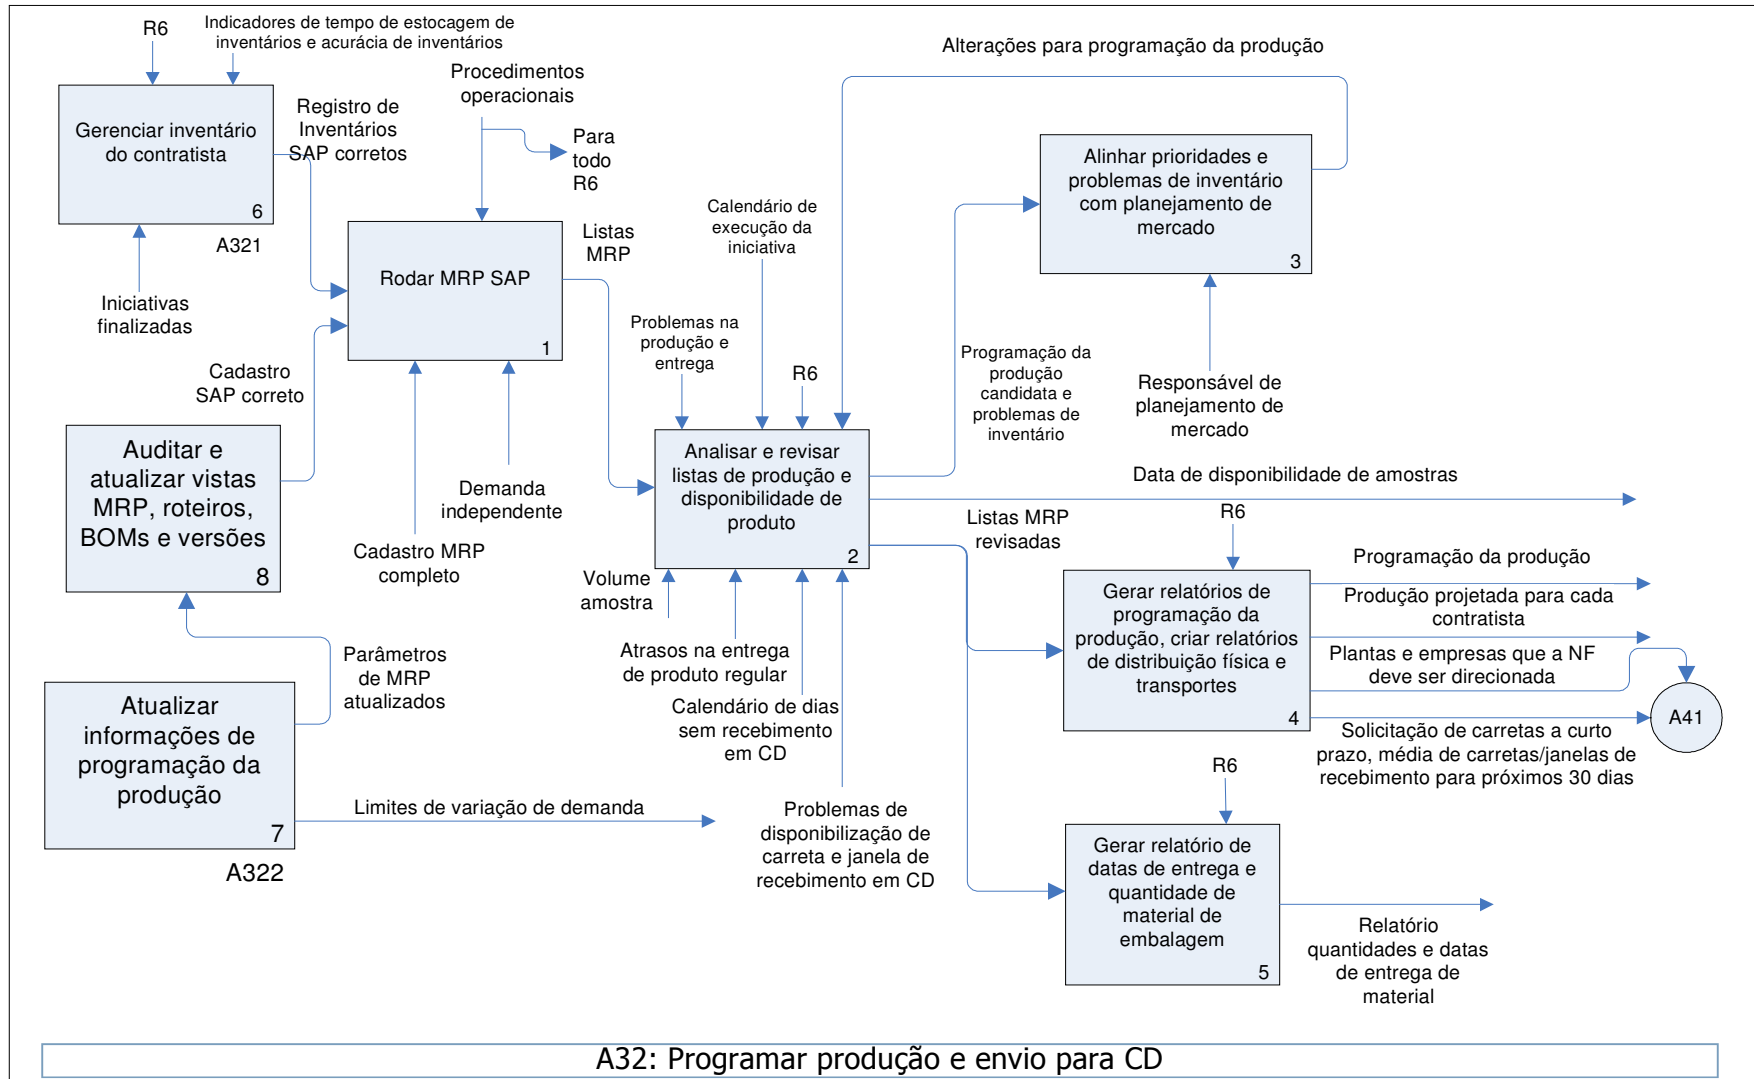 R6
Indicadores de tempo de estocagem de
inventários e acurácia de inventários
Gerenciar inventário
do contratista
6
A321
Registro de
Inventários
SAP corretos
Iniciativas
finalizadas
Procedimentos
operacionais
Para
todo
R6
Rodar MRP SAP
1
Listas
MRP
Cadastro
SAP correto
Auditar e
atualizar vistas
MRP, roteiros,
BOMs e versões
8
Cadastro MRP
completo
Demanda
independente
Parâmetros
de MRP
atualizados
Atualizar
informações de
programação da
produção
7
A322
Limites de variação de demanda
Calendário de
execução da
iniciativa
Problemas na
produção e
entrega
R6
Analisar e revisar
listas de produção e
disponibilidade de
produto
2
Volume
amostra
Atrasos na entrega
de produto regular
Calendário de dias
sem recebimento
em CD
Problemas de
disponibilização de
carreta e janela de
recebimento em CD
Alterações para programação da produção
Alinhar prioridades e
problemas de inventário
com planejamento de
mercado
3
Programação da
produção
candidata e
problemas de
inventário
Responsável de
planejamento de
mercado
Data de disponibilidade de amostras
Listas MRP
revisadas
R6
Gerar relatórios de
programação da
produção, criar relatórios
de distribuição física e
transportes
4
Programação da produção
Produção projetada para cada
contratista
Plantas e empresas que a NF
deve ser direcionada
A41
Solicitação de carretas a curto
prazo, média de carretas/janelas de
recebimento para próximos 30 dias
R6
Gerar relatório de
datas de entrega e
quantidade de
material de
embalagem
5
Relatório
quantidades e datas
de entrega de
material
A32: Programar produção e envio para CD